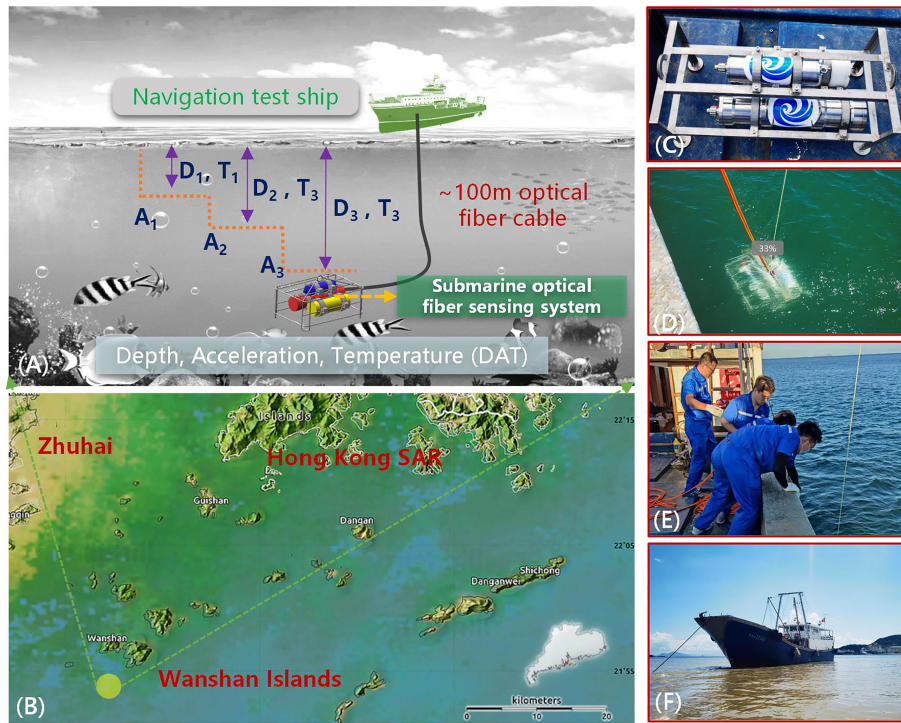 Navigation test ship
D1, T1
D2 , T3
D3 , T3
~100m optical
fiber cable
A1
A2
A3
Submarine optical
fiber sensing system
(A)
Depth, Acceleration, Temperature (DAT)
Islands
22˚15'
Zhuhai
Hong Kong SAR
Guishan
Dangan
22˚05'
Shichong
Danganwei
Wanshan
Wanshan Islands
21˚55'
kilometers
0
10
20
(B)
(C)
33%
(D)
(E)
(F)